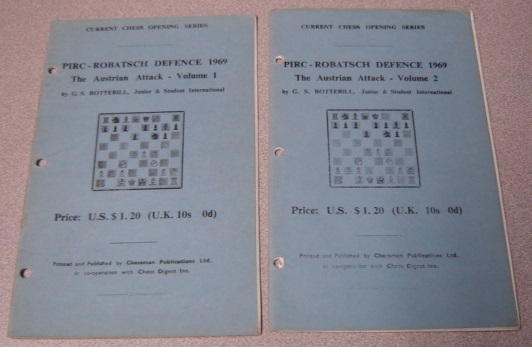 CURRENT CHESS OPENING SERIES
PIRC-ROBATSCH DEFENCE 1969
The Austrian Attack - Volume 1
by G. S. BOTTERILL, Junior & Student International
Price: U.S. $1.20 (U.K. 10s 0d)
Printed and Published by Chessman Publications Ltd.,
in co-operation with Chess Digest Inc.
CURRENT CHESS OPENING SERIES
PIRC-ROBATSCH DEFENCE 1969
The Austrian Attack - Volume 2
by G. S. BOTTERILL, Junior & Student International
Price: U.S. $1.20 (U.K. 10s 0d)
Printed and Published by Chessman Publications Ltd.,
in co-operation with Chess Digest Inc.